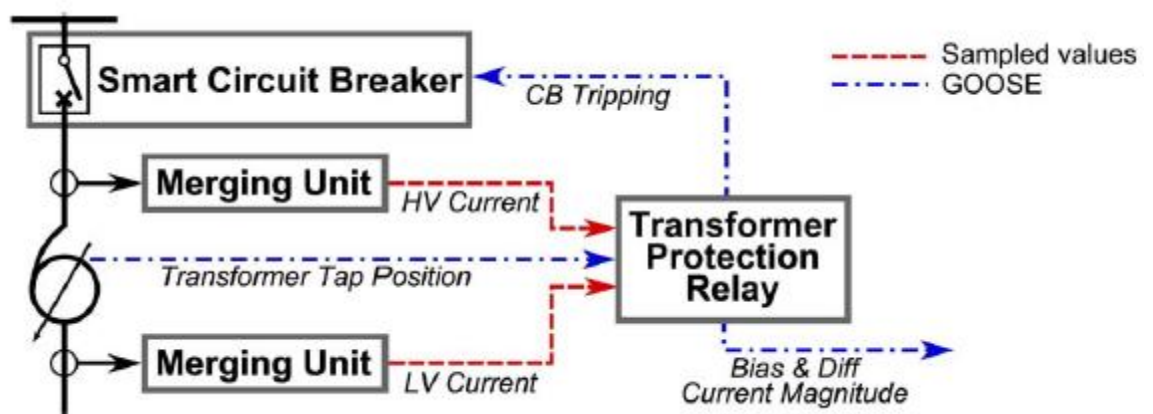 Smart Circuit Breaker
Sampled values
GOOSE
CB Tripping
Merging Unit
HV Current
Transformer
Protection
Relay
Transformer Tap Position
Merging Unit
LV Current
Bias & Diff
Current Magnitude